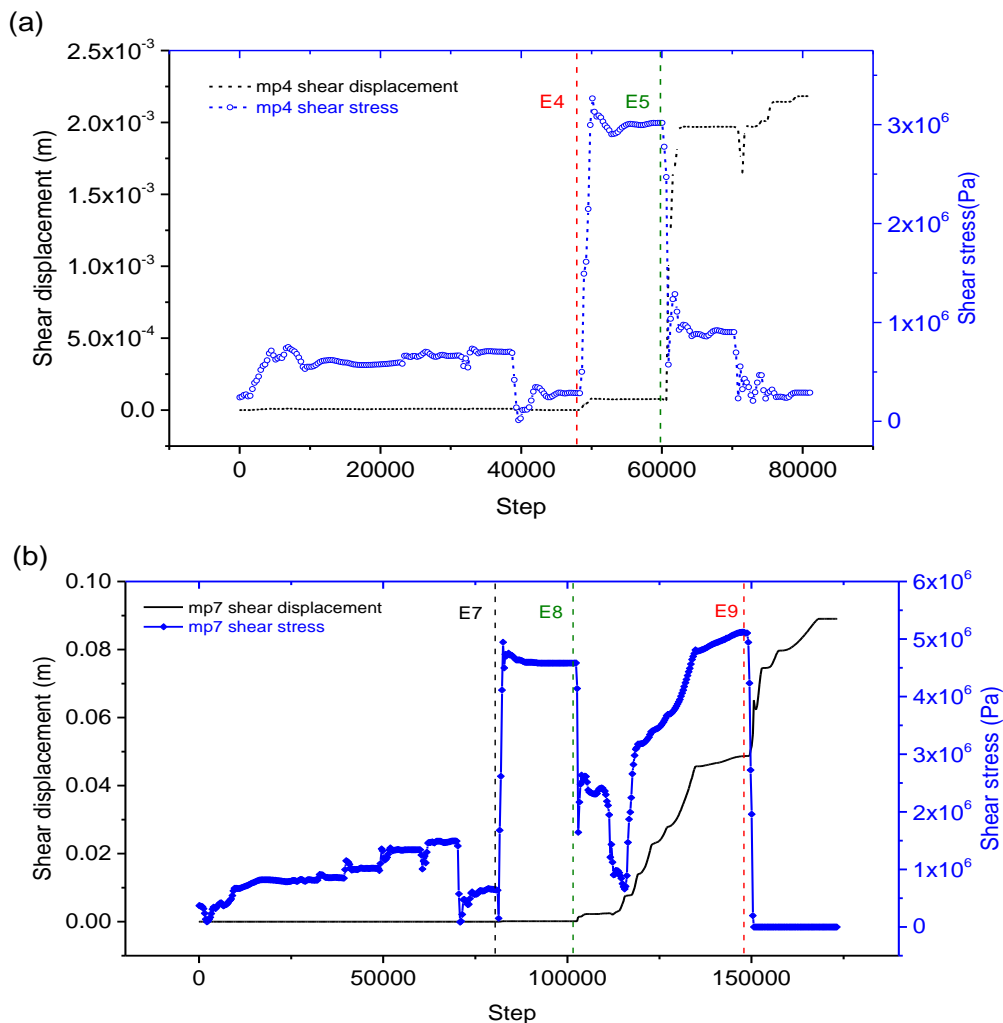 (a)
2.5x10⁻³
2.0x10⁻³
1.5x10⁻³
1.0x10⁻³
5.0x10⁻⁴
0.0
Shear displacement (m)
mp4 shear displacement
mp4 shear stress
E4
E5
3x10⁶
2x10⁶
1x10⁶
0
Shear stress(Pa)
0 20000 40000 60000 80000
Step
(b)
0.10
0.08
0.06
0.04
0.02
0.00
Shear displacement (m)
mp7 shear displacement
mp7 shear stress
E7
E8
E9
6x10⁶
5x10⁶
4x10⁶
3x10⁶
2x10⁶
1x10⁶
0
Shear stress (Pa)
0 50000 100000 150000
Step